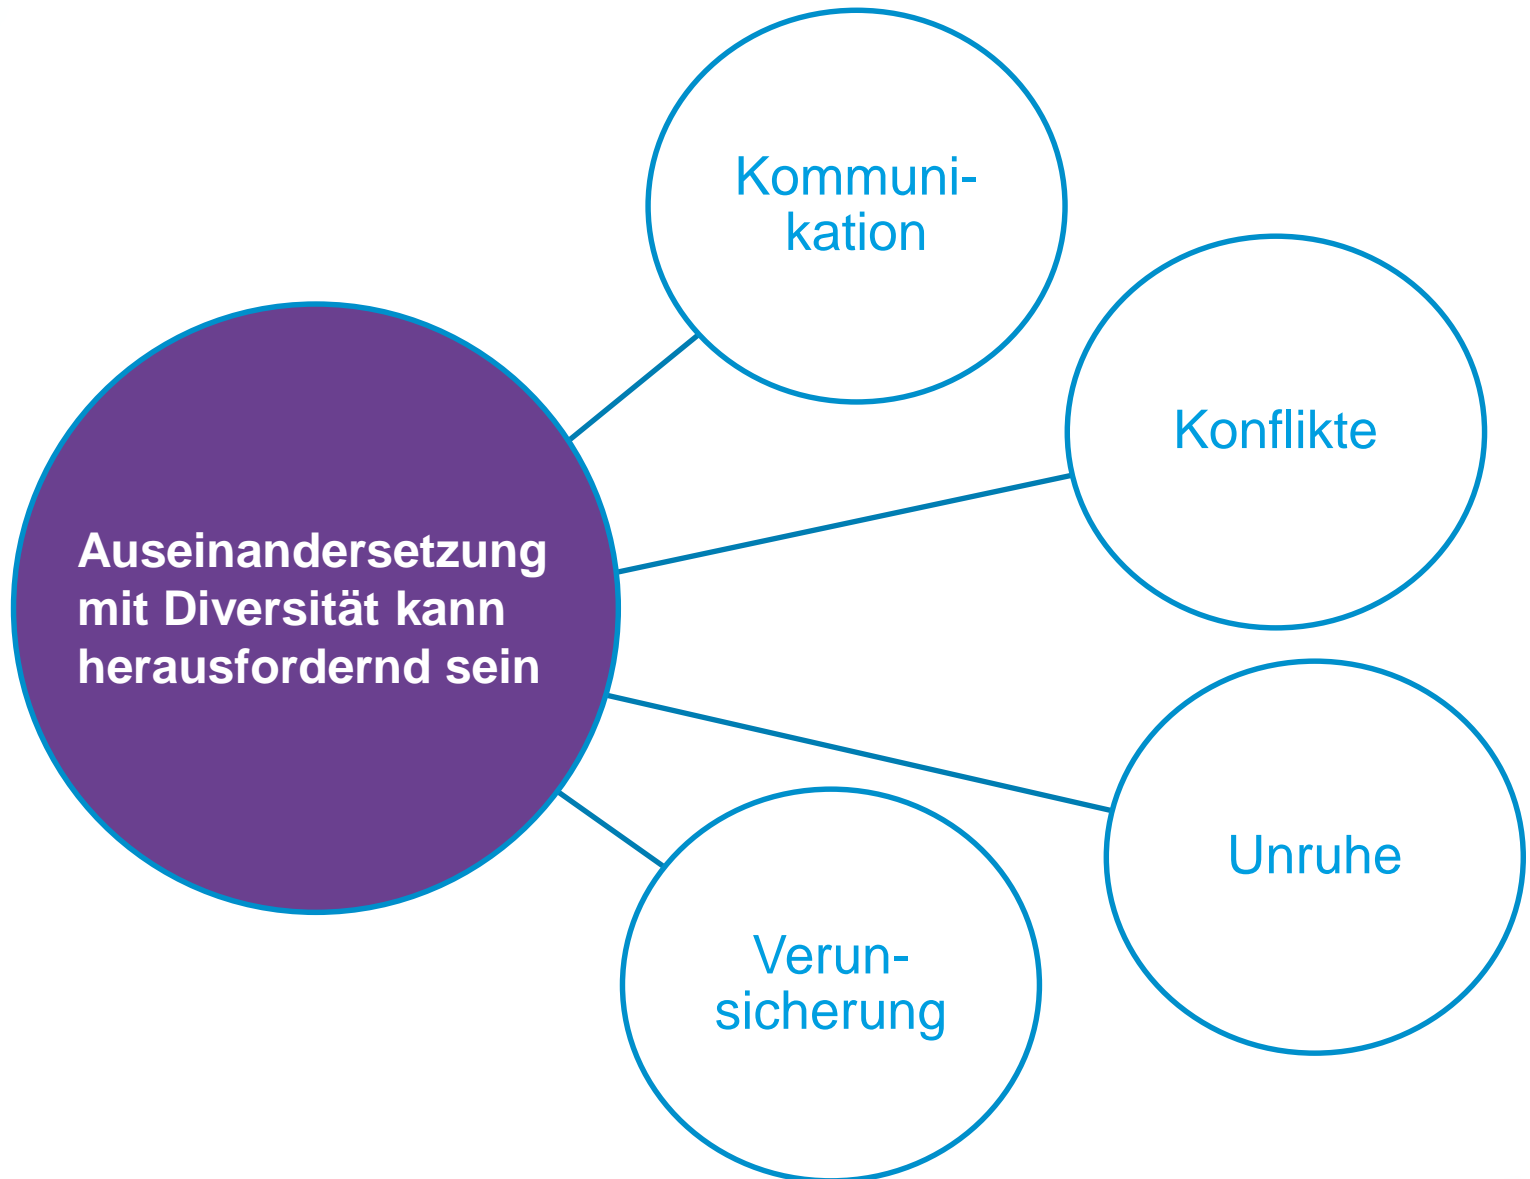 Kommuni-
kation
Konflikte
Auseinandersetzung
mit Diversität kann
herausfordernd sein
Unruhe
Verun-
sicherung